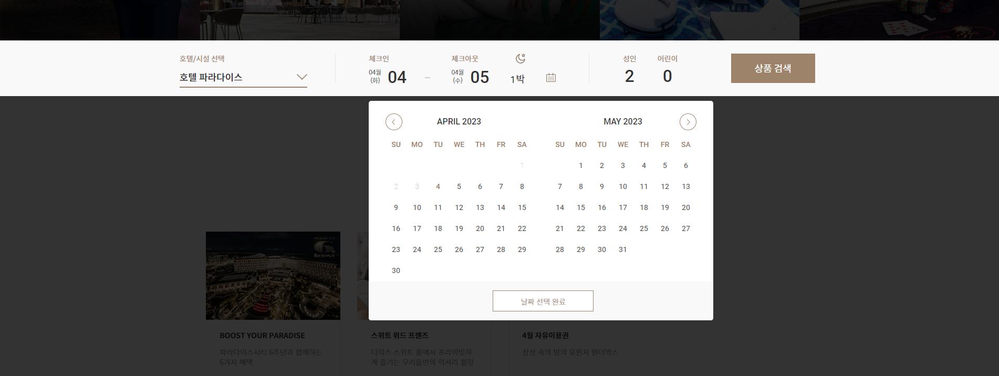 호텔/시설 선택
호텔 파라다이스
체크인
04월
(화)
04
–
체크아웃
04월
(수)
05
1박
성인
2
어린이
0
상품 검색
APRIL 2023
SU MO TU WE TH FR SA
1
2 3 4 5 6 7 8
9 10 11 12 13 14 15
16 17 18 19 20 21 22
23 24 25 26 27 28 29
30
MAY 2023
SU MO TU WE TH FR SA
1 2 3 4 5 6
7 8 9 10 11 12 13
14 15 16 17 18 19 20
21 22 23 24 25 26 27
28 29 30 31
날짜 선택 완료
PARADISE CITY
6OOST
BOOST YOUR PARADISE
파라다이스시티 6주년과 함께하는
6가지 혜택
스위트 위드 프렌즈
디럭스 스위트 룸에서 프라이빗하
게 즐기는 우리들만의 럭셔리 힐링
4월 자유이용권
상상 속의 밤의 유원지 원더박스